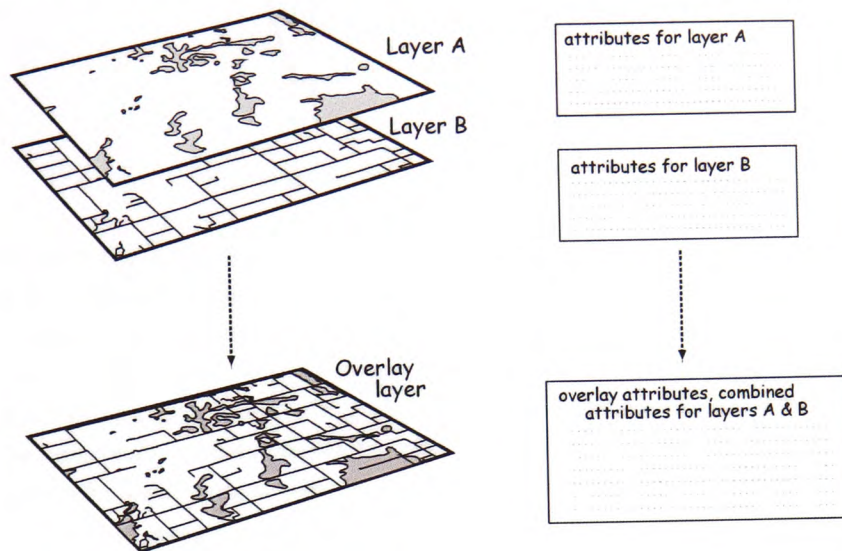 Layer A
attributes for layer A
Layer B
attributes for layer B
Overlay
layer
overlay attributes, combined
attributes for layers A & B